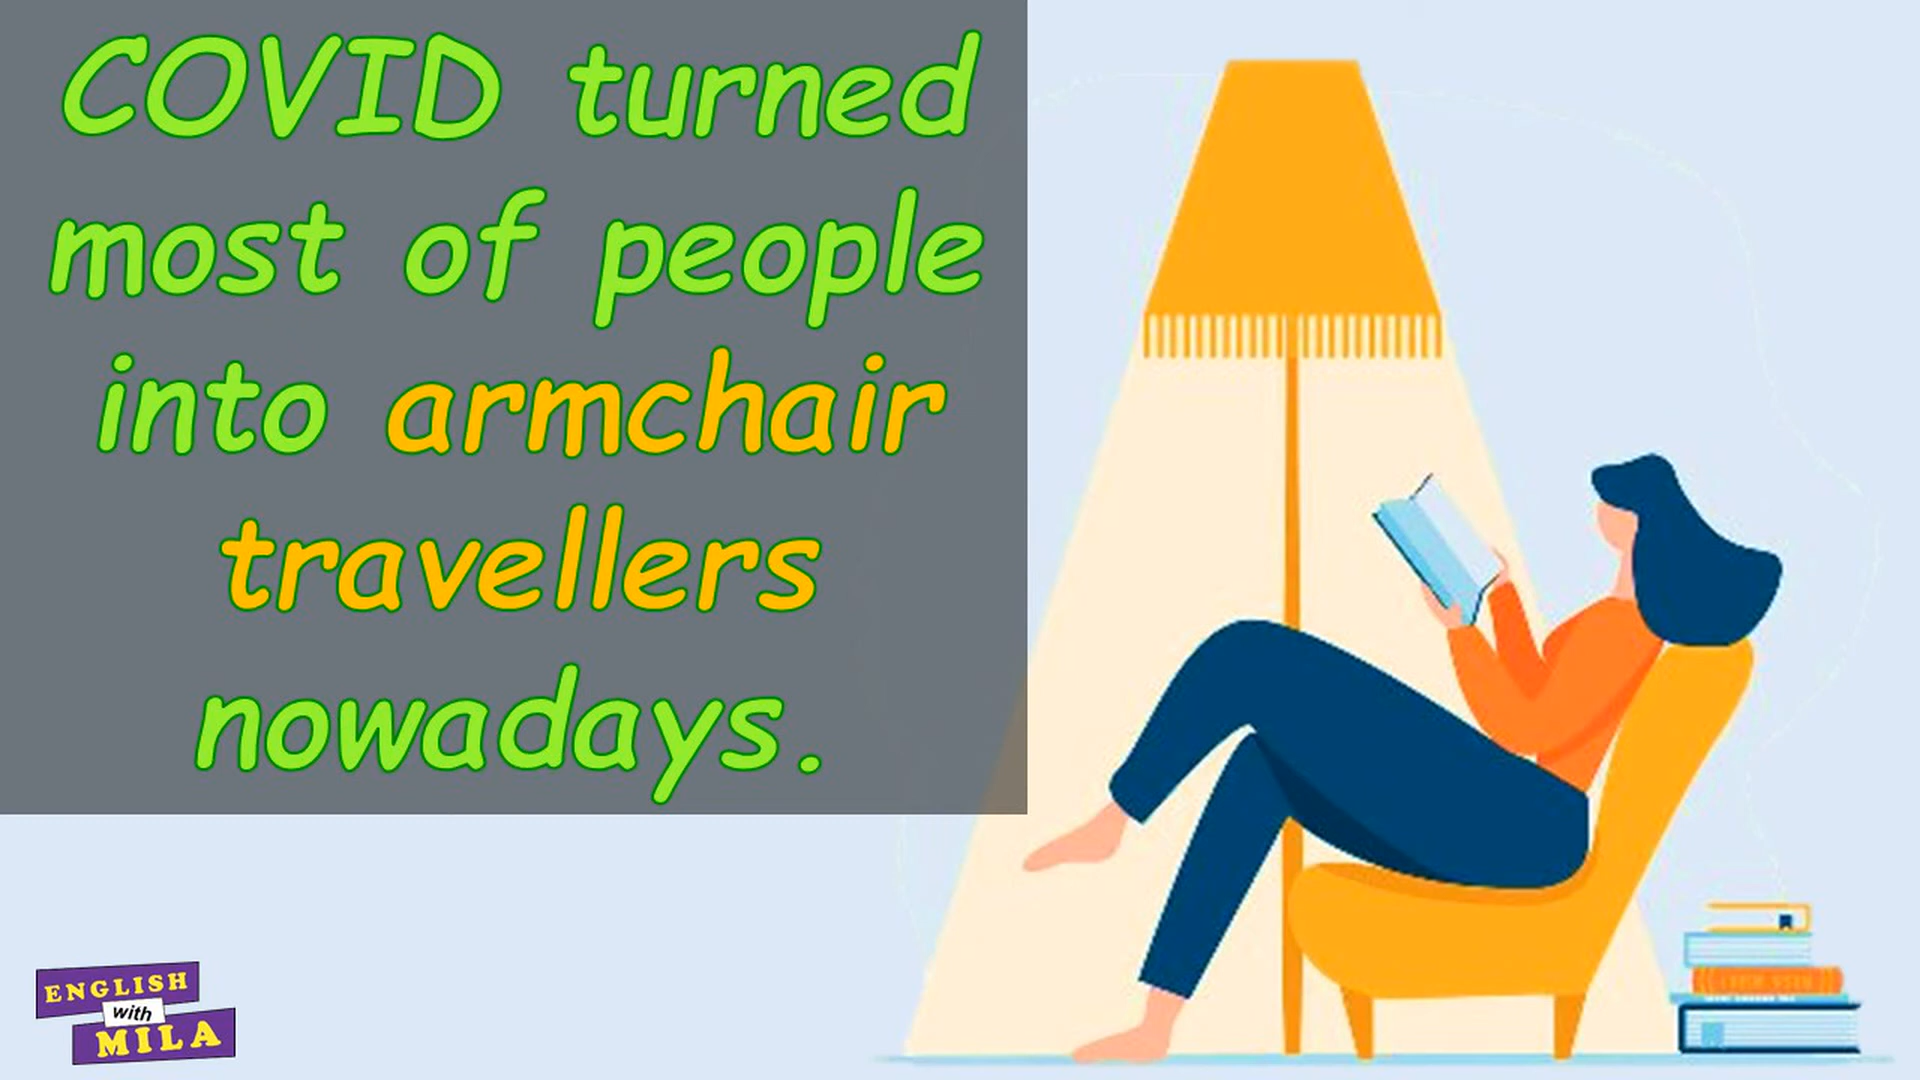 COVID turned
most of people
into armchair
travellers
nowadays.
ENGLISH
with
MILA